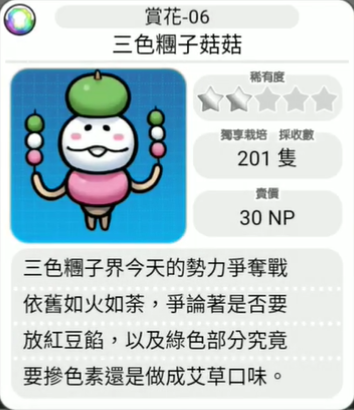 賞花-06
三色糰子菇菇
稀有度
獨享栽培 採收數
201 隻
賣價
30 NP
三色糰子界今天的勢力爭奪戰
依舊如火如荼，爭論著是否要
放紅豆餡，以及綠色部分究竟
要摻色素還是做成艾草口味。